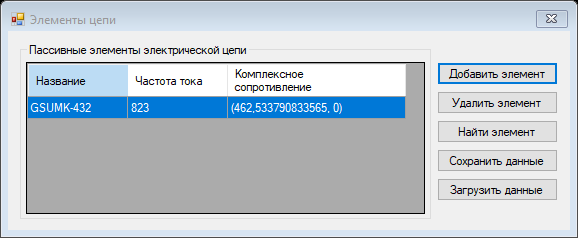 Элементы цепи
Пассивные элементы электрической цепи
Название Частота тока Комплексное
сопротивление
GSUMK-432 823 (462,533790833565, 0)
Добавить элемент
Удалить элемент
Найти элемент
Сохранить данные
Загрузить данные